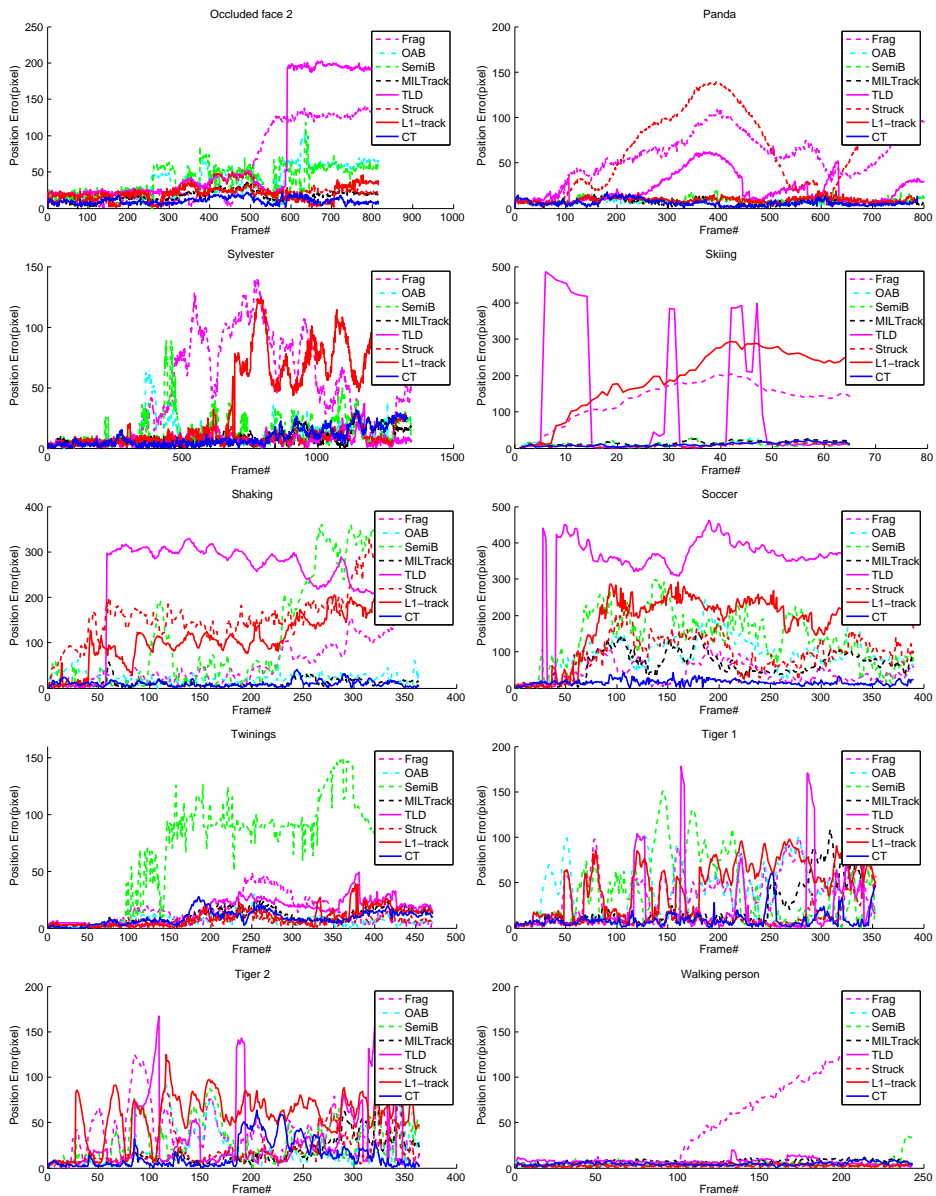 Occluded face 2
250
200
150
100
50
0
Position Error(pixel)
0 100 200 300 400 500 600 700 800 900 1000
Frame#
Frag
OAB
SemiB
MILTrack
TLD
Struck
L1−track
CT
Panda
200
150
100
50
0
Position Error(pixel)
0 100 200 300 400 500 600 700 800
Frame#
Frag
OAB
SemiB
MILTrack
TLD
Struck
L1−track
CT
Sylvester
150
100
50
0
Position Error(pixel)
0 500 1000 1500
Frame#
Frag
OAB
SemiB
MILTrack
TLD
Struck
L1−track
CT
Skiing
500
400
300
200
100
0
Position Error(pixel)
0 10 20 30 40 50 60 70 80
Frame#
Frag
OAB
SemiB
MILTrack
TLD
Struck
L1−track
CT
Shaking
400
300
200
100
0
Position Error(pixel)
0 50 100 150 200 250 300 350 400
Frame#
Frag
OAB
SemiB
MILTrack
TLD
Struck
L1−track
CT
Soccer
500
400
300
200
100
0
Position Error(pixel)
0 50 100 150 200 250 300 350 400
Frame#
Frag
OAB
SemiB
MILTrack
TLD
Struck
L1−track
CT
Twinings
150
100
50
0
Position Error(pixel)
0 50 100 150 200 250 300 350 400 450 500
Frame#
Frag
OAB
SemiB
MILTrack
TLD
Struck
L1−track
CT
Tiger 1
200
150
100
50
0
Position Error(pixel)
0 50 100 150 200 250 300 350 400
Frame#
Frag
OAB
SemiB
MILTrack
TLD
Struck
L1−track
CT
Tiger 2
200
150
100
50
0
Position Error(pixel)
0 50 100 150 200 250 300 350 400
Frame#
Frag
OAB
SemiB
MILTrack
TLD
Struck
L1−track
CT
Walking person
200
150
100
50
0
Position Error(pixel)
0 50 100 150 200 250
Frame#
Frag
OAB
SemiB
MILTrack
TLD
Struck
L1−track
CT